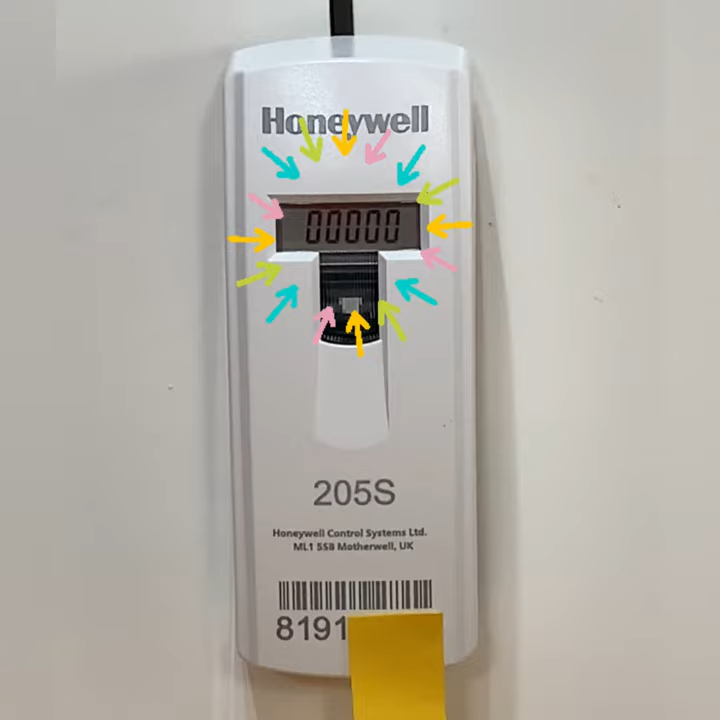 Honeywell
00000
205S
Honeywell Control Systems Ltd.
ML1 5SB Motherwell, UK
8191